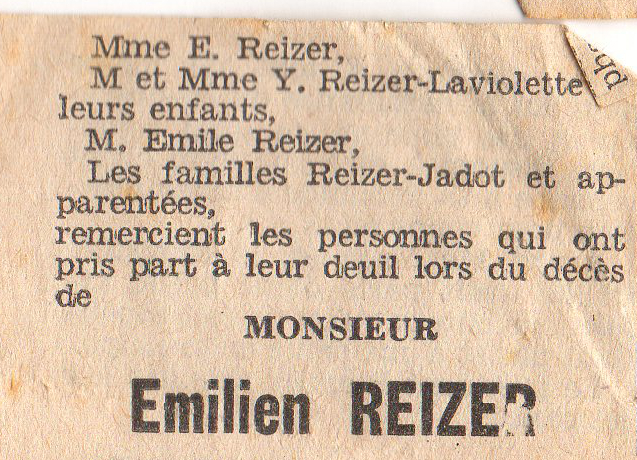 Mme E. Reizer,
M et Mme Y. Reizer-Laviolette
leurs enfants,
M. Emile Reizer,
Les familles Reizer-Jadot et ap-
parentées,
remercient les personnes qui ont
pris part à leur deuil lors du décès
de
MONSIEUR
Emilien REIZER